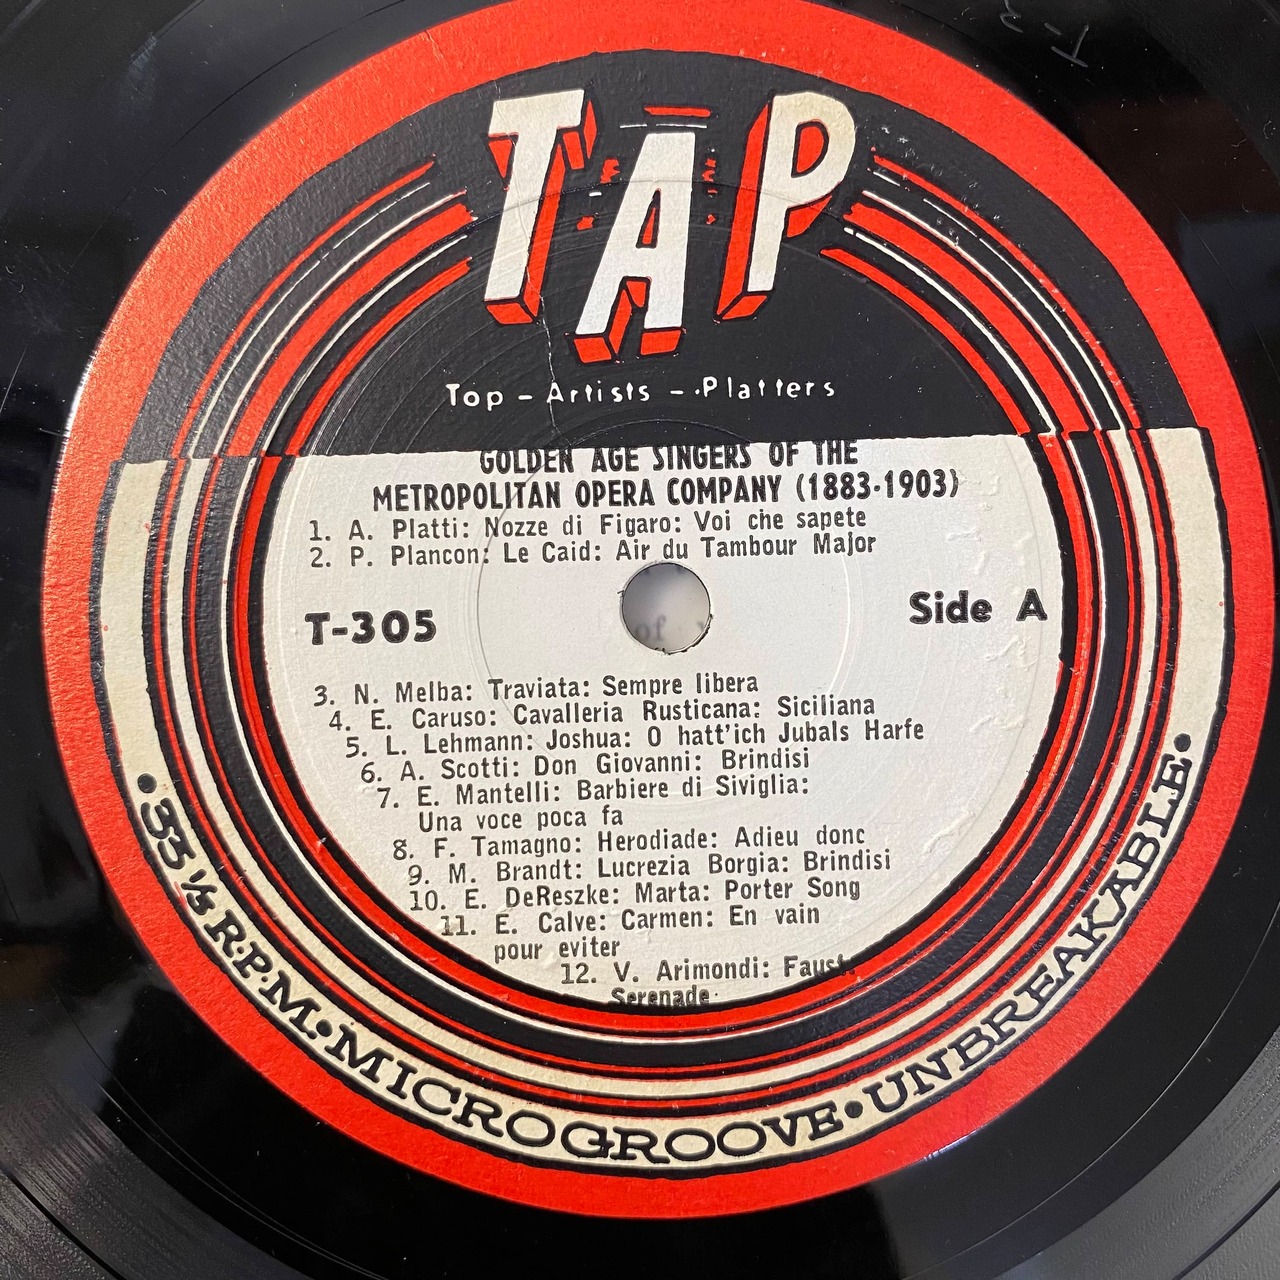 TAP
Top - Artists - Platters
GOLDEN AGE SINGERS OF THE
METROPOLITAN OPERA COMPANY (1883-1903)
1. A. Platti: Nozze di Figaro: Voi che sapete
2. P. Plancon: Le Caid: Air du Tambour Major
T-305
Side A
of
3. N. Melba: Traviata: Sempre libera
4. E. Caruso: Cavalleria Rusticana: Siciliana
5. L. Lehmann: Joshua: O hatt'ich Jubals Harfe
6. A. Scotti: Don Giovanni: Brindisi
7. E. Mantelli: Barbiere di Siviglia:
Una voce poca fa
8. F. Tamagno: Herodiade: Adieu donc
9. M. Brandt: Lucrezia Borgia: Brindisi
10. E. DeReszke: Marta: Porter Song
11. E. Calve: Carmen: En vain
pour eviter
12. V. Arimondi: Faust:
Serenade
•33 1/3 R•P•M•MICROGROOVE•UNBREAKABLE•